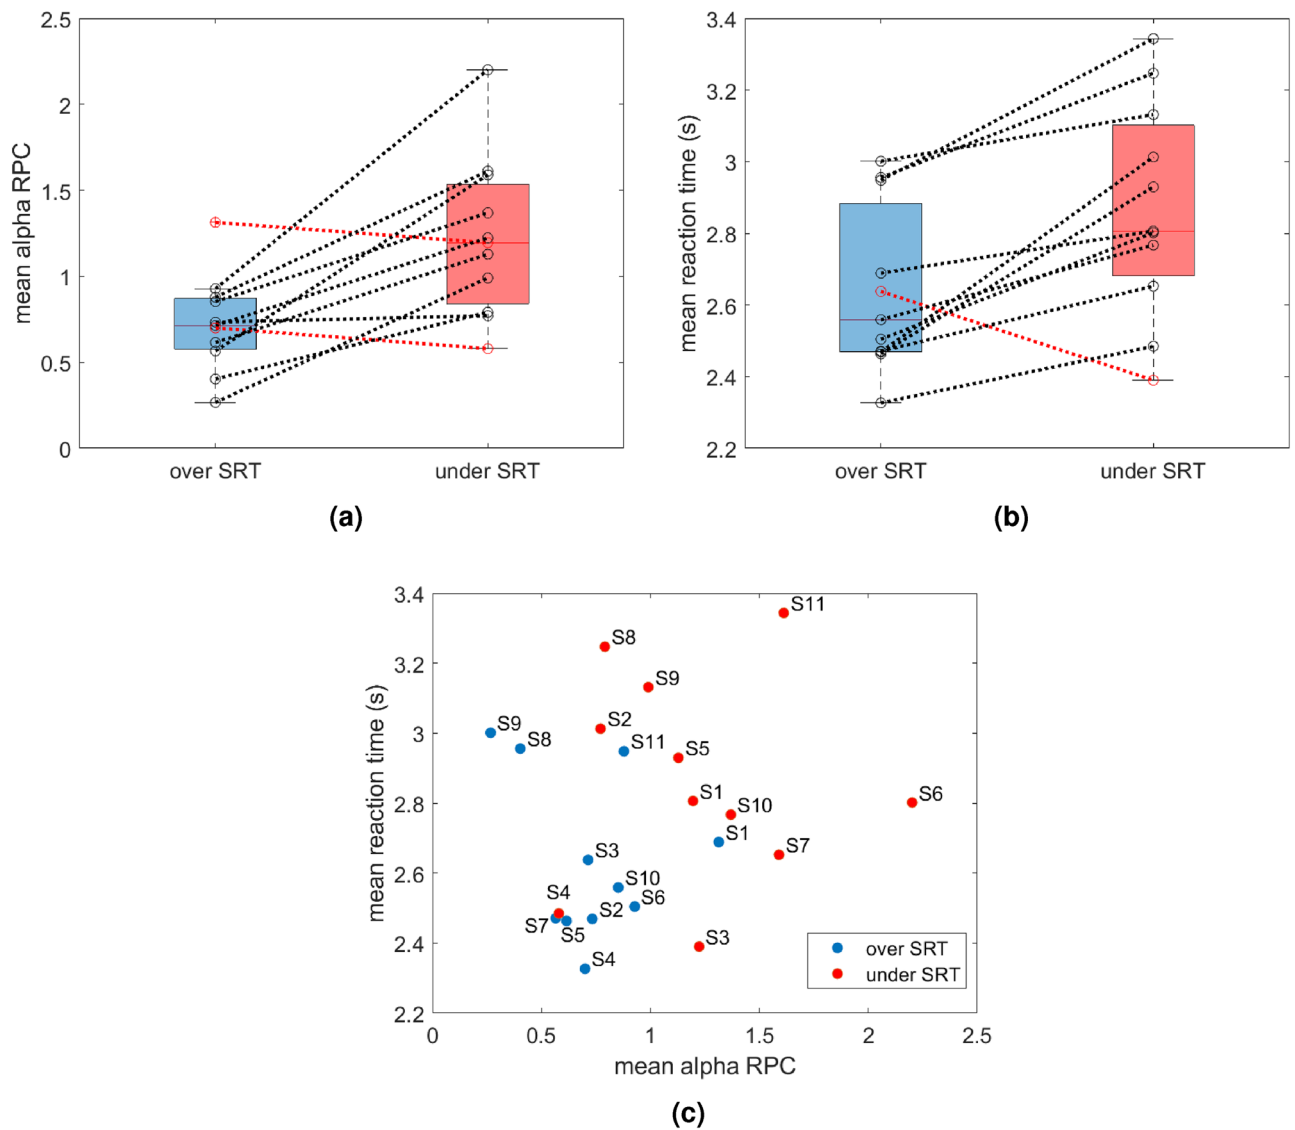 2.5
2
1.5
1
0.5
0
mean alpha RPC
over SRT
under SRT
(a)
3.4
3.2
3
2.8
2.6
2.4
2.2
mean reaction time (s)
over SRT
under SRT
(b)
3.4
3.2
3
2.8
2.6
2.4
2.2
mean reaction time (s)
S11
S8
S9
S2
S9
S8
S11
S5
S1
S10
S6
S1
S7
S3
S10
S4
S6
S7
S5
S2
S3
S4
over SRT
under SRT
0
0.5
1
1.5
2
2.5
mean alpha RPC
(c)